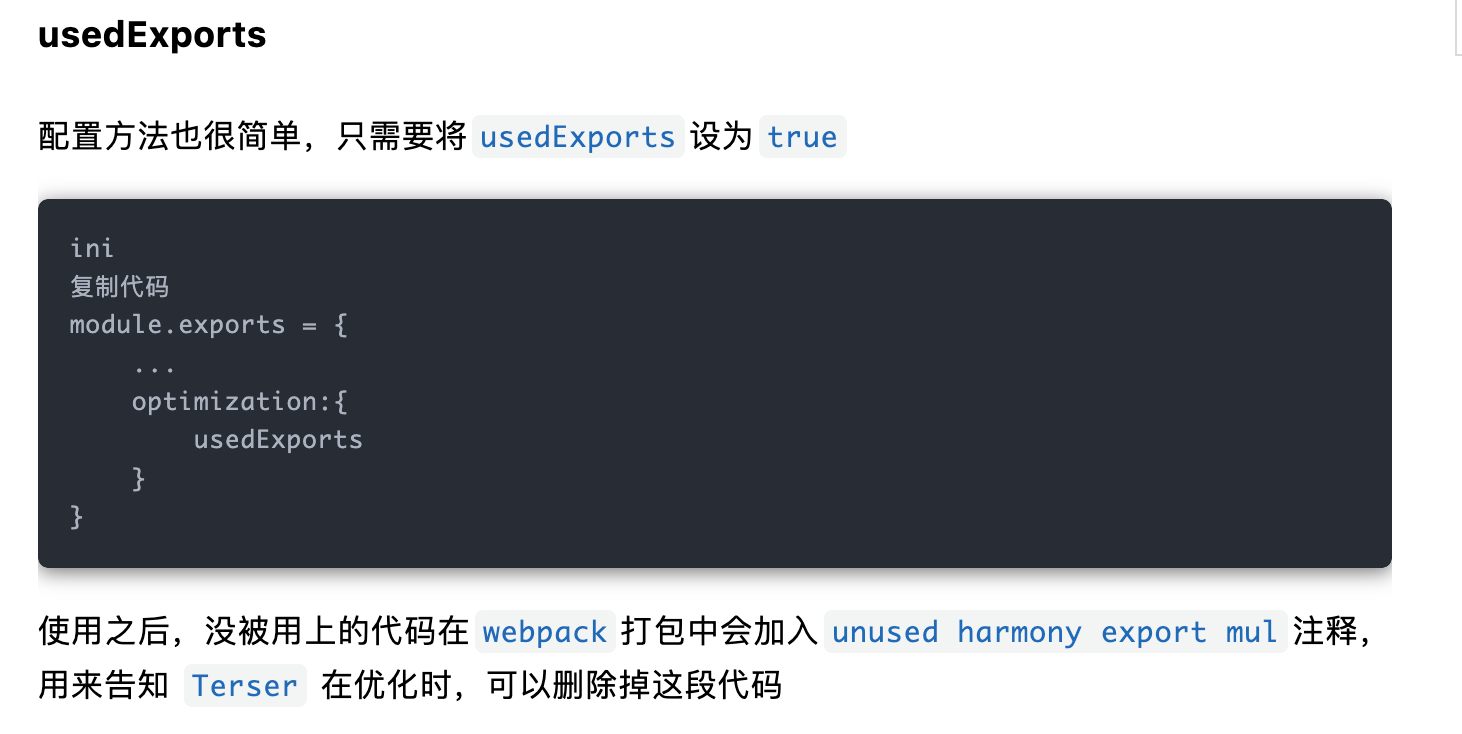 usedExports
配置方法也很简单，只需要将 usedExports 设为 true
ini
复制代码
module.exports = {
    ...
    optimization:{
        usedExports
    }
}
使用之后，没被用上的代码在 webpack 打包中会加入 unused harmony export mul 注释，
用来告知 Terser 在优化时，可以删除掉这段代码